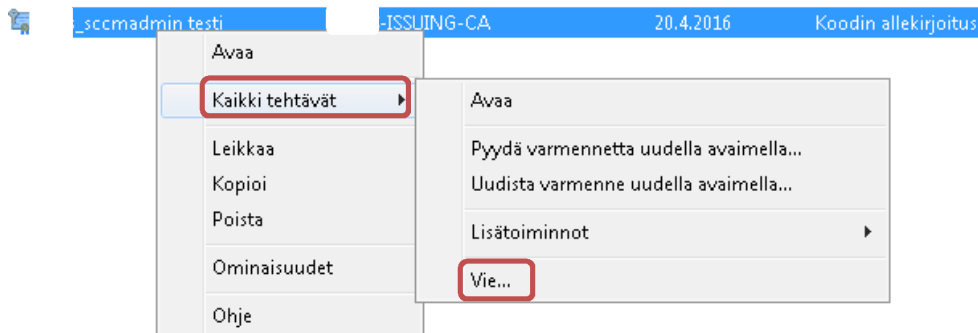 _sccmadmin testi -ISSUING-CA 20.4.2016 Koodin allekirjoitus
Avaa
Kaikki tehtävät
Leikkaa
Kopioi
Poista
Ominaisuudet
Ohje
Avaa
Pyydä varmennetta uudella avaimella...
Uudista varmenne uudella avaimella...
Lisätoiminnot
Vie...